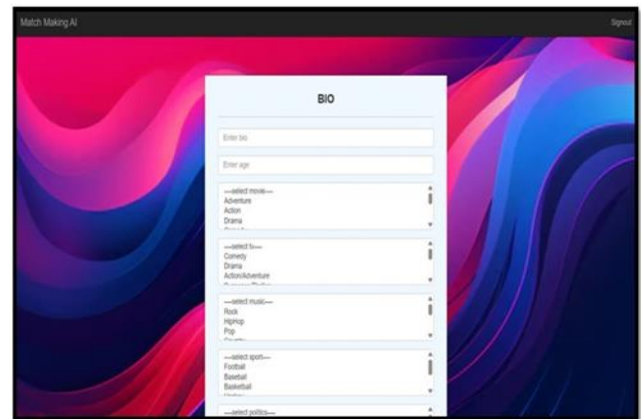 Match Making AI
Signout
BIO
Enter bio
Enter age
----select movie----
Adventure
Action
Drama
----select tv----
Comedy
Drama
Action/Adventure
----select music----
Rock
HipHop
Pop
----select sport----
Football
Baseball
Basketball
----select politics----